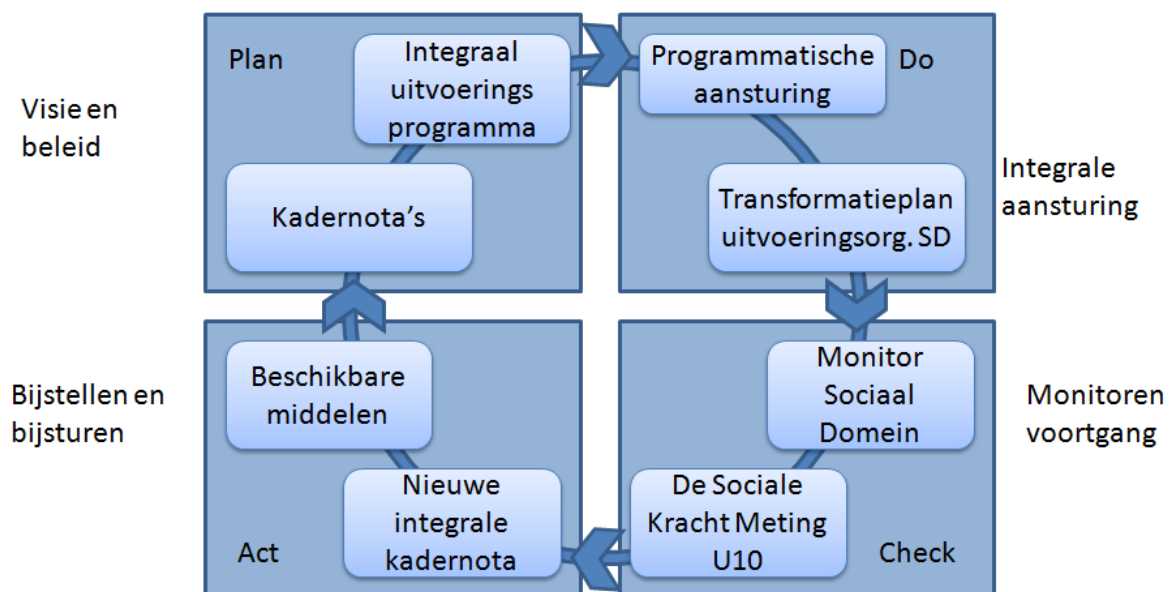 Visie en
beleid
Plan
Integraal
uitvoerings
programma
Kadernota's
Programmatische
aansturing
Do
Transformatieplan
uitvoeringsorg. SD
Integrale
aansturing
Bijstellen en
bijsturen
Beschikbare
middelen
Nieuwe
integrale
kadernota
Act
Monitor
Sociaal
Domein
De Sociale
Kracht Meting
U10
Check
Monitoren
voortgang